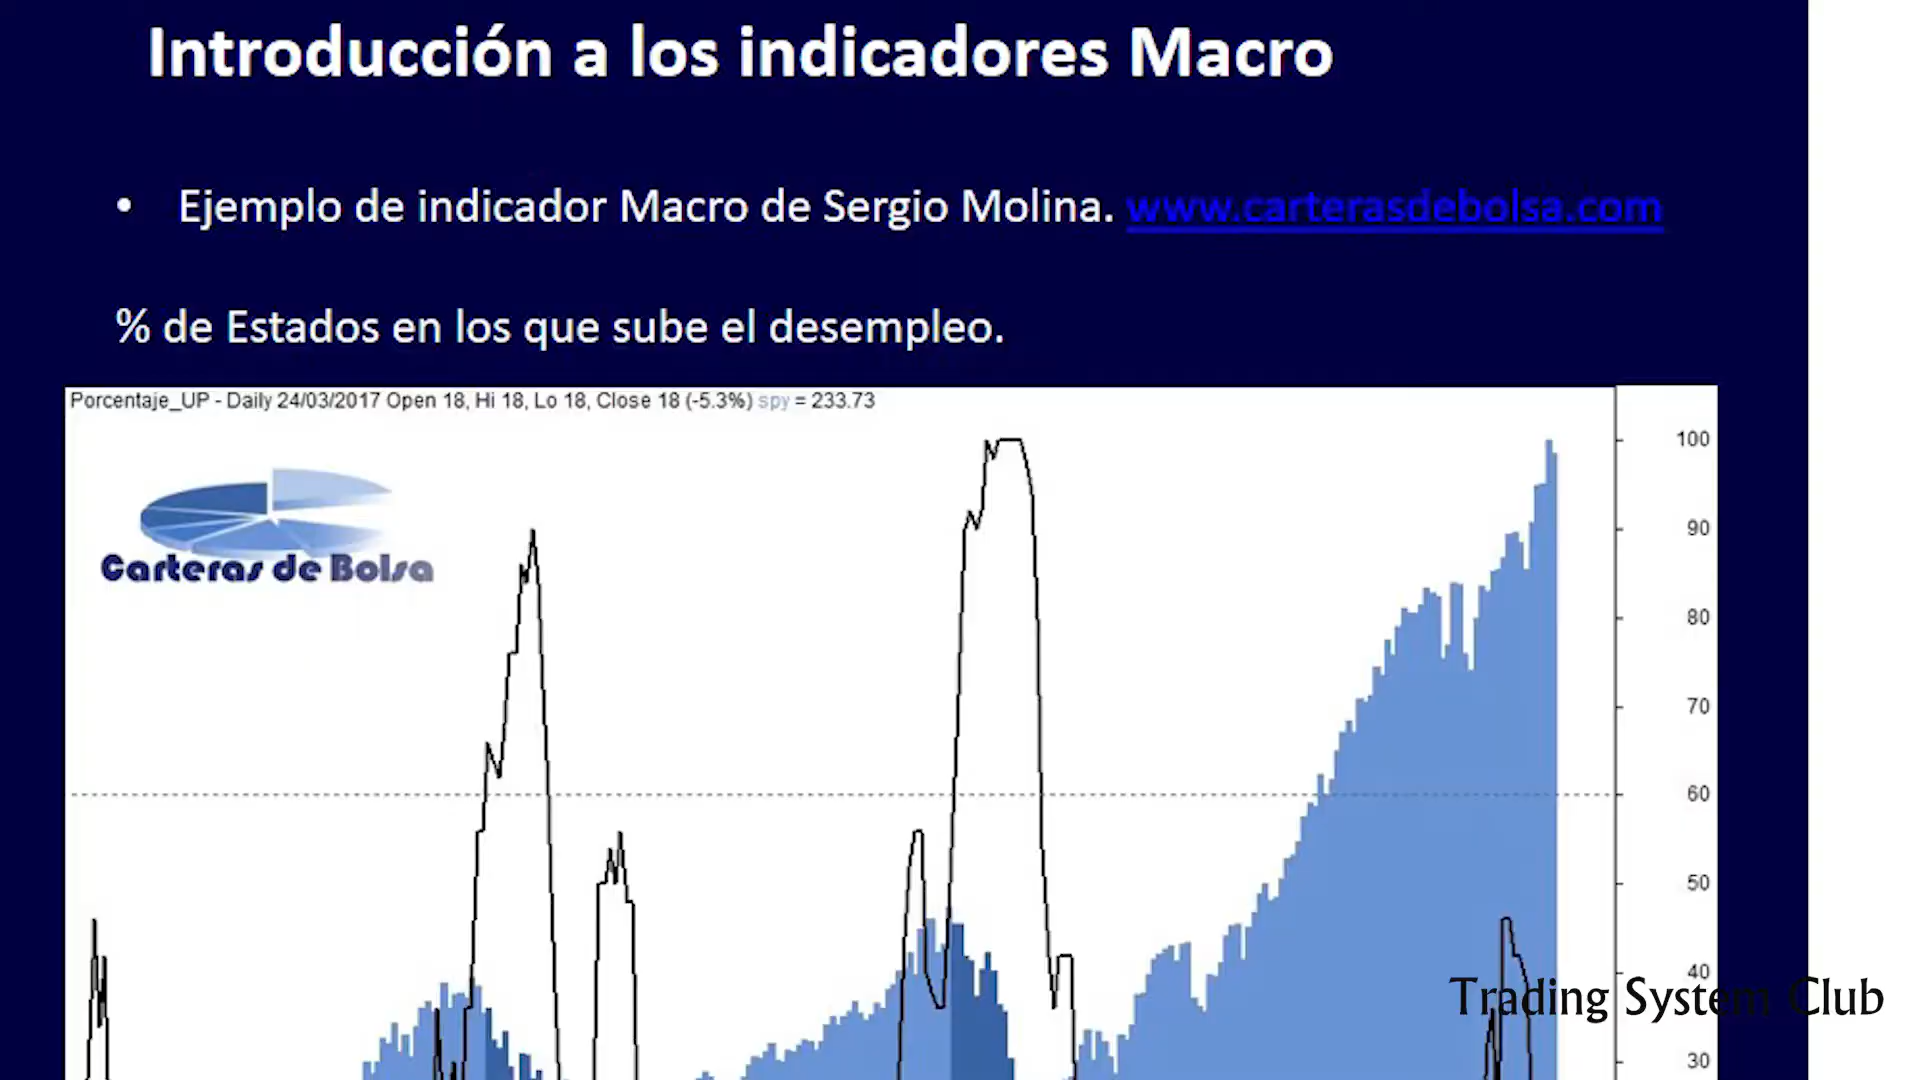 Introducción a los indicadores Macro
• Ejemplo de indicador Macro de Sergio Molina. www.carterasdebolsa.com
% de Estados en los que sube el desempleo.
Porcentaje_UP - Daily 24/03/2017 Open 18, Hi 18, Lo 18, Close 18 (-5.3%) spy = 233.73
Carteras de Bolsa
100
90
80
70
60
50
40
Trading System Club
30